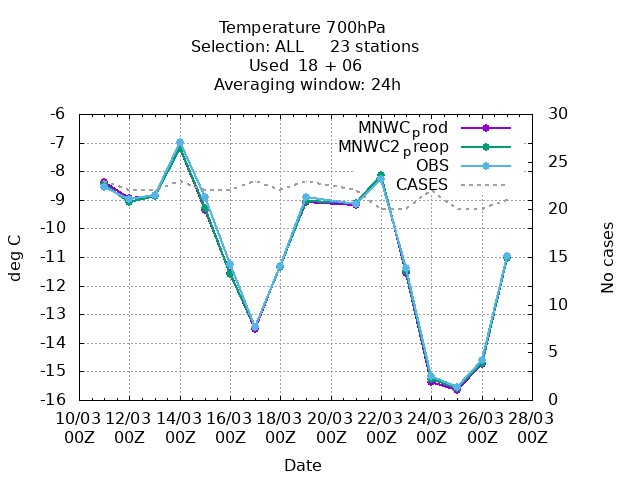 Temperature 700hPa
Selection: ALL 23 stations
Used 18 + 06
Averaging window: 24h
-6 30
MNWCprod
-7
MNWC2preop
25
OBS
-8
CASES
-9 20
-10
deg C
-11 15
No cases
-12
-13 10
-14
-15 5
-16 0
10/03 12/03 14/03 16/03 18/03 20/03 22/03 24/03 26/03 28/03
00Z 00Z 00Z 00Z 00Z 00Z 00Z 00Z 00Z 00Z
Date